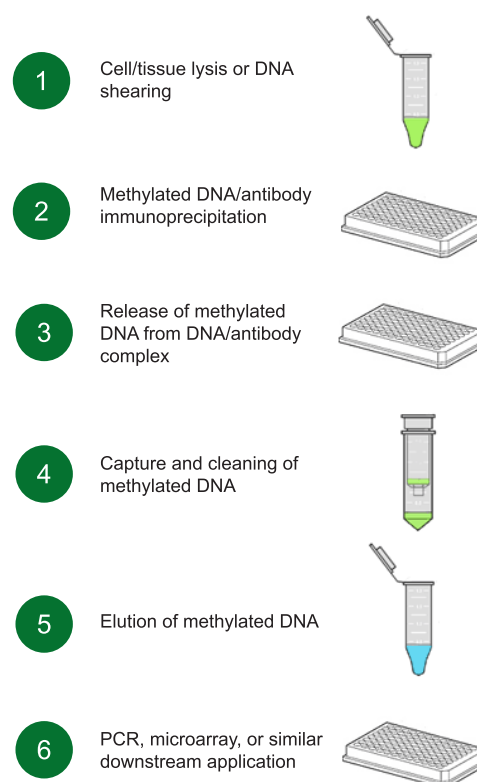 1
Cell/tissue lysis or DNA
shearing
2
Methylated DNA/antibody
immunoprecipitation
3
Release of methylated
DNA from DNA/antibody
complex
4
Capture and cleaning of
methylated DNA
5
Elution of methylated DNA
6
PCR, microarray, or similar
downstream application